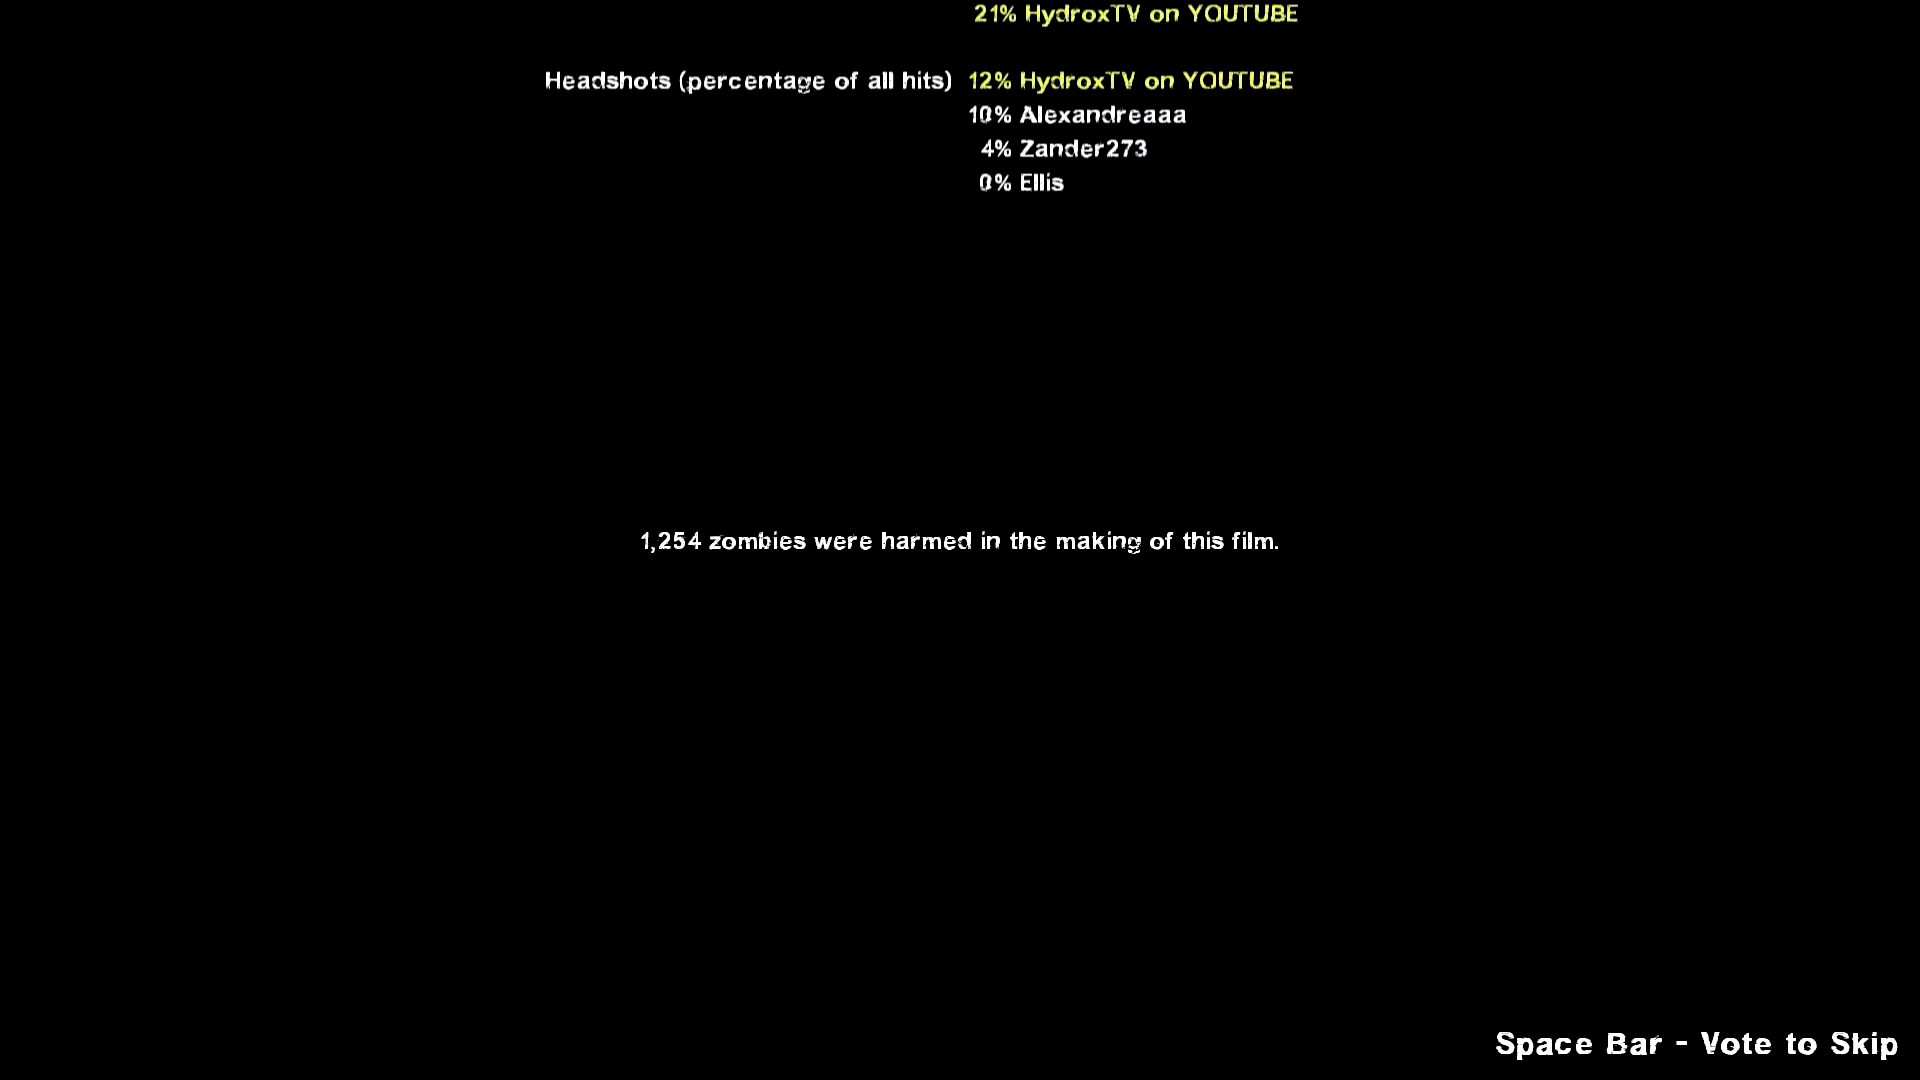 21% HydroxTV on YOUTUBE
Headshots (percentage of all hits) 12% HydroxTV on YOUTUBE
10% Alexandreaaa
4% Zander273
0% Ellis
1,254 zombies were harmed in the making of this film.
Space Bar - Vote to Skip